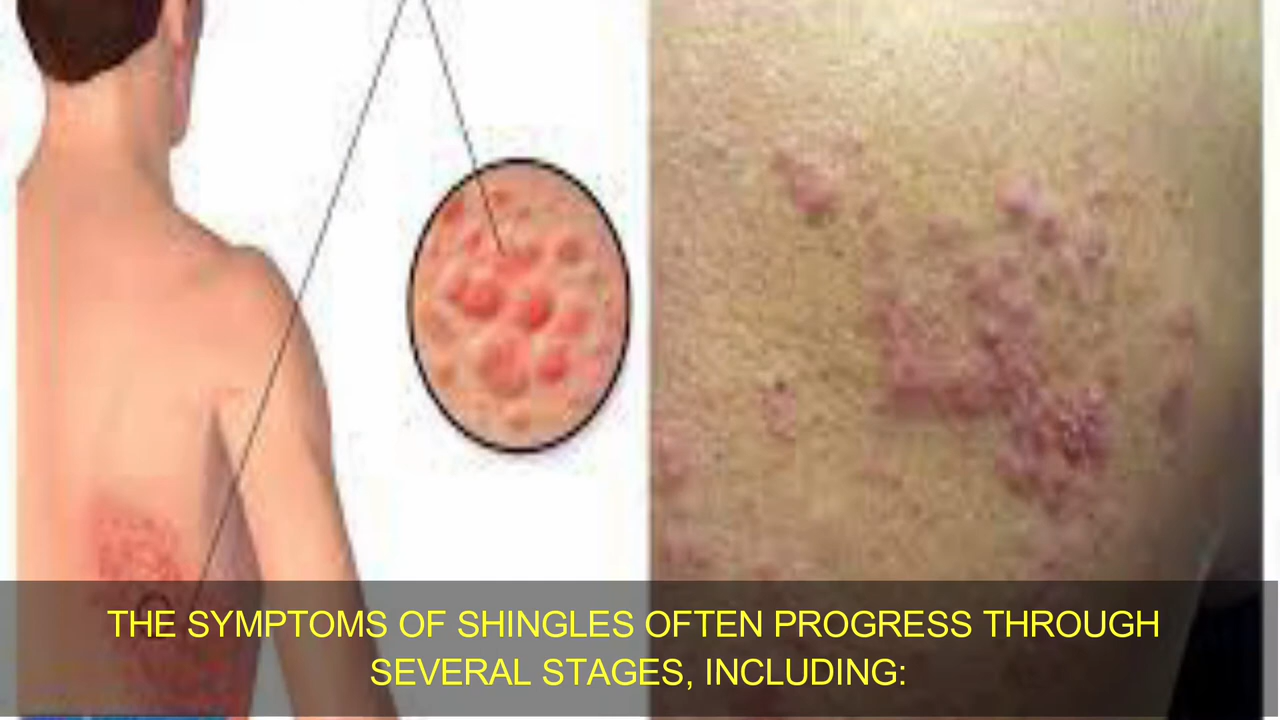 THE SYMPTOMS OF SHINGLES OFTEN PROGRESS THROUGH
SEVERAL STAGES, INCLUDING: